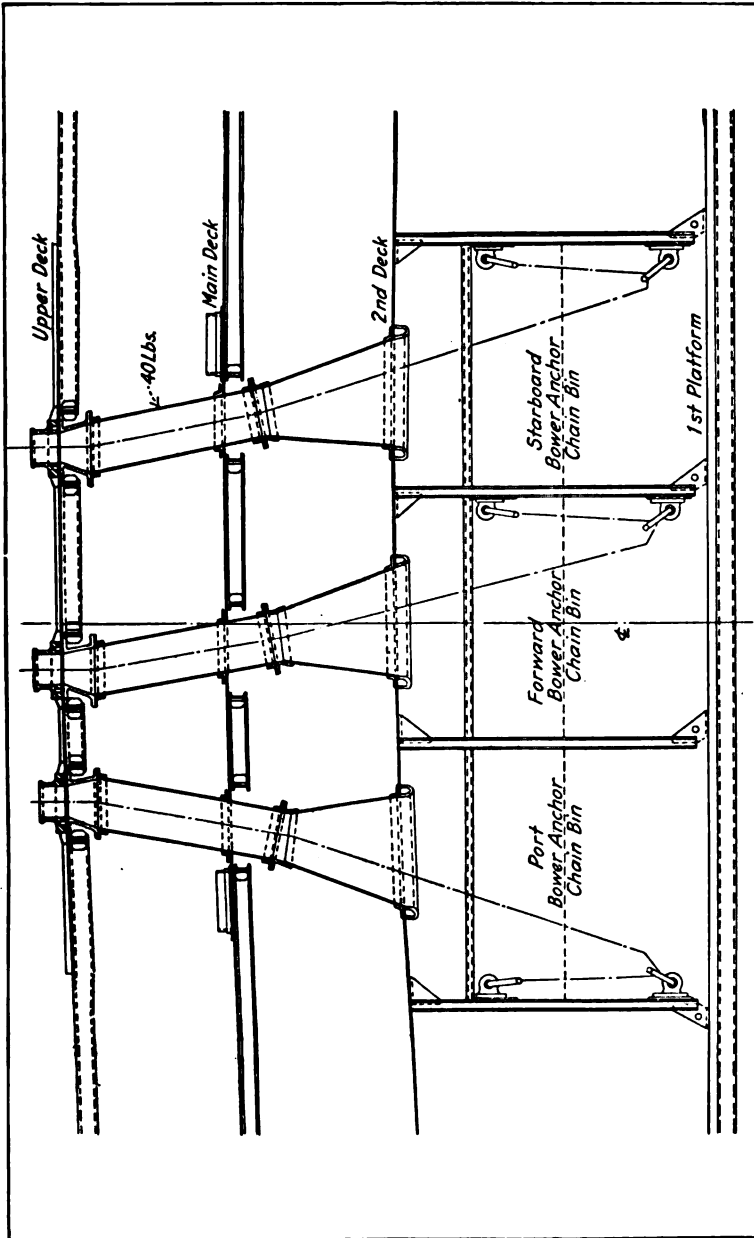 Upper Deck
40 Lbs.
Main Deck
2nd Deck
Starboard
Bower Anchor
Chain Bin
Forward
Bower Anchor
Chain Bin
Port
Bower Anchor
Chain Bin
℄
1st Platform